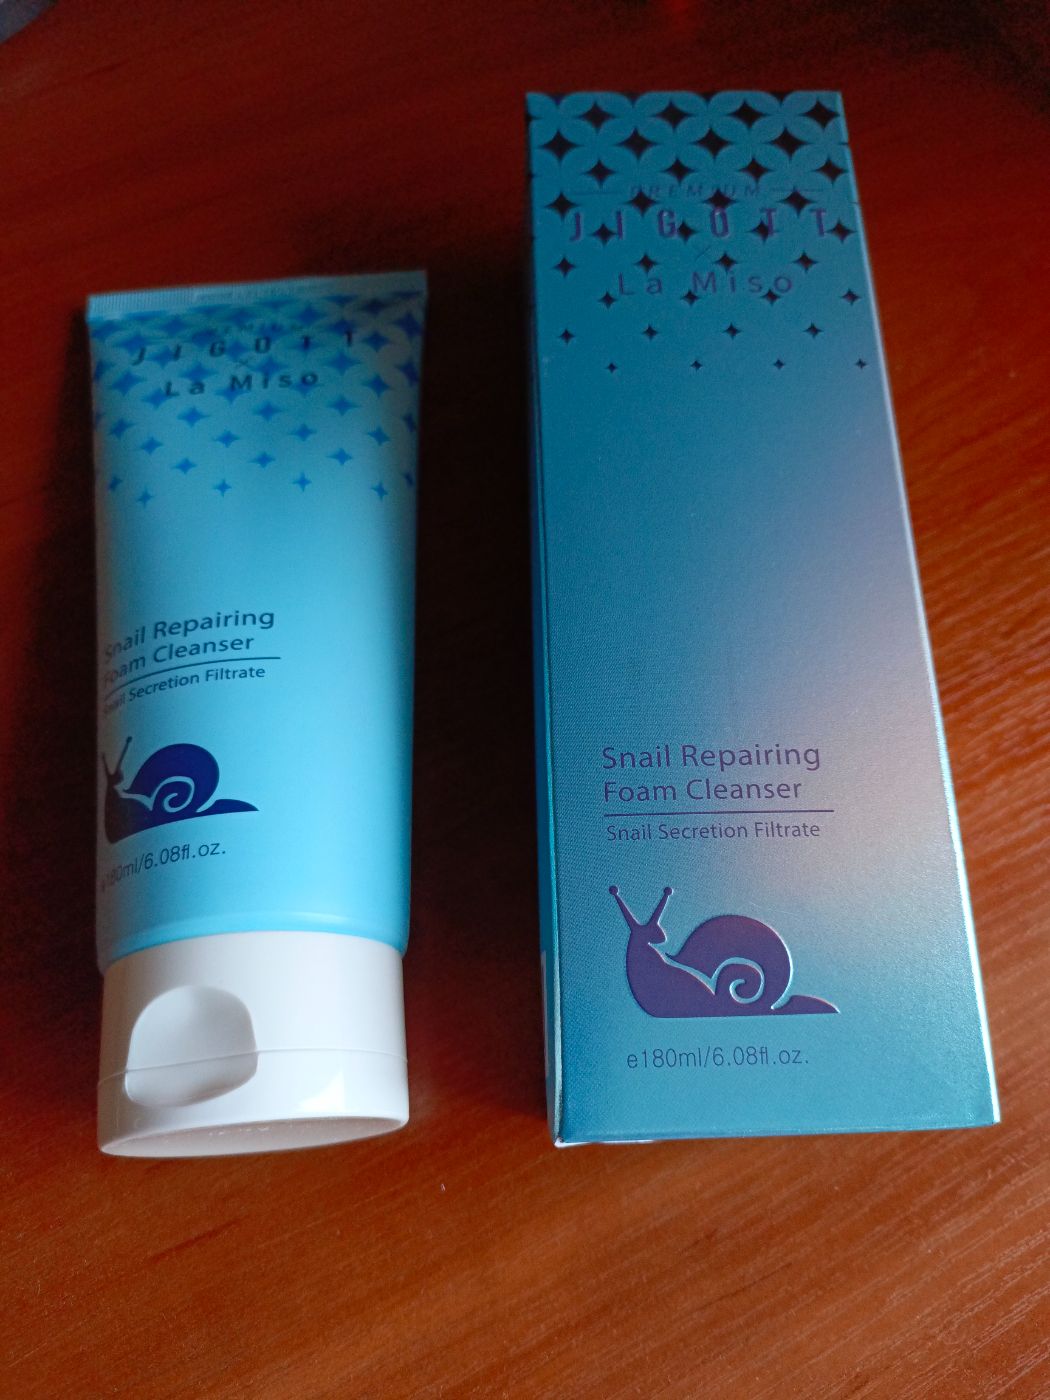 PREMIUM
JIGOTT
×
La Miso
Snail Repairing
Foam Cleanser
Snail Secretion Filtrate
e180ml/6.08fl.oz.
PREMIUM
JIGOTT
×
La Miso
Snail Repairing
Foam Cleanser
Snail Secretion Filtrate
e180ml/6.08fl.oz.